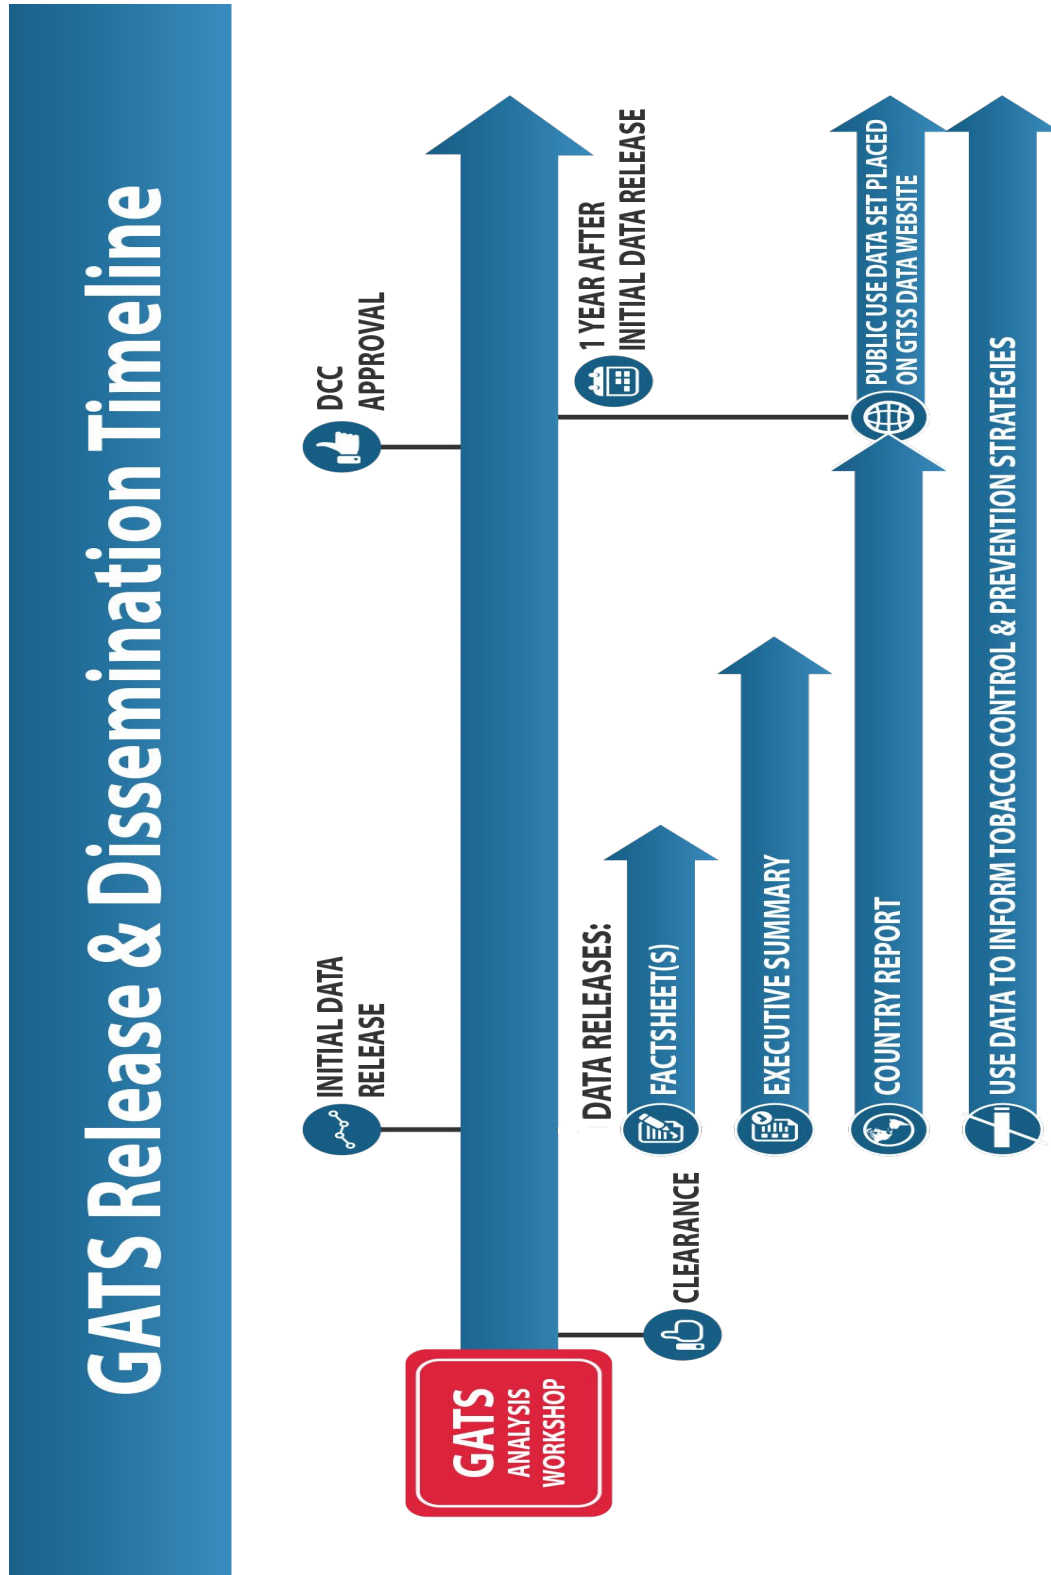 GATS Release & Dissemination Timeline
INITIAL DATA
RELEASE
DCC
APPROVAL
GATS
ANALYSIS
WORKSHOP
1 YEAR AFTER
INITIAL DATA RELEASE
CLEARANCE
DATA RELEASES:
FACTSHEET(S)
EXECUTIVE SUMMARY
COUNTRY REPORT
PUBLIC USE DATA SET PLACED
ON GTSS DATA WEBSITE
USE DATA TO INFORM TOBACCO CONTROL & PREVENTION STRATEGIES